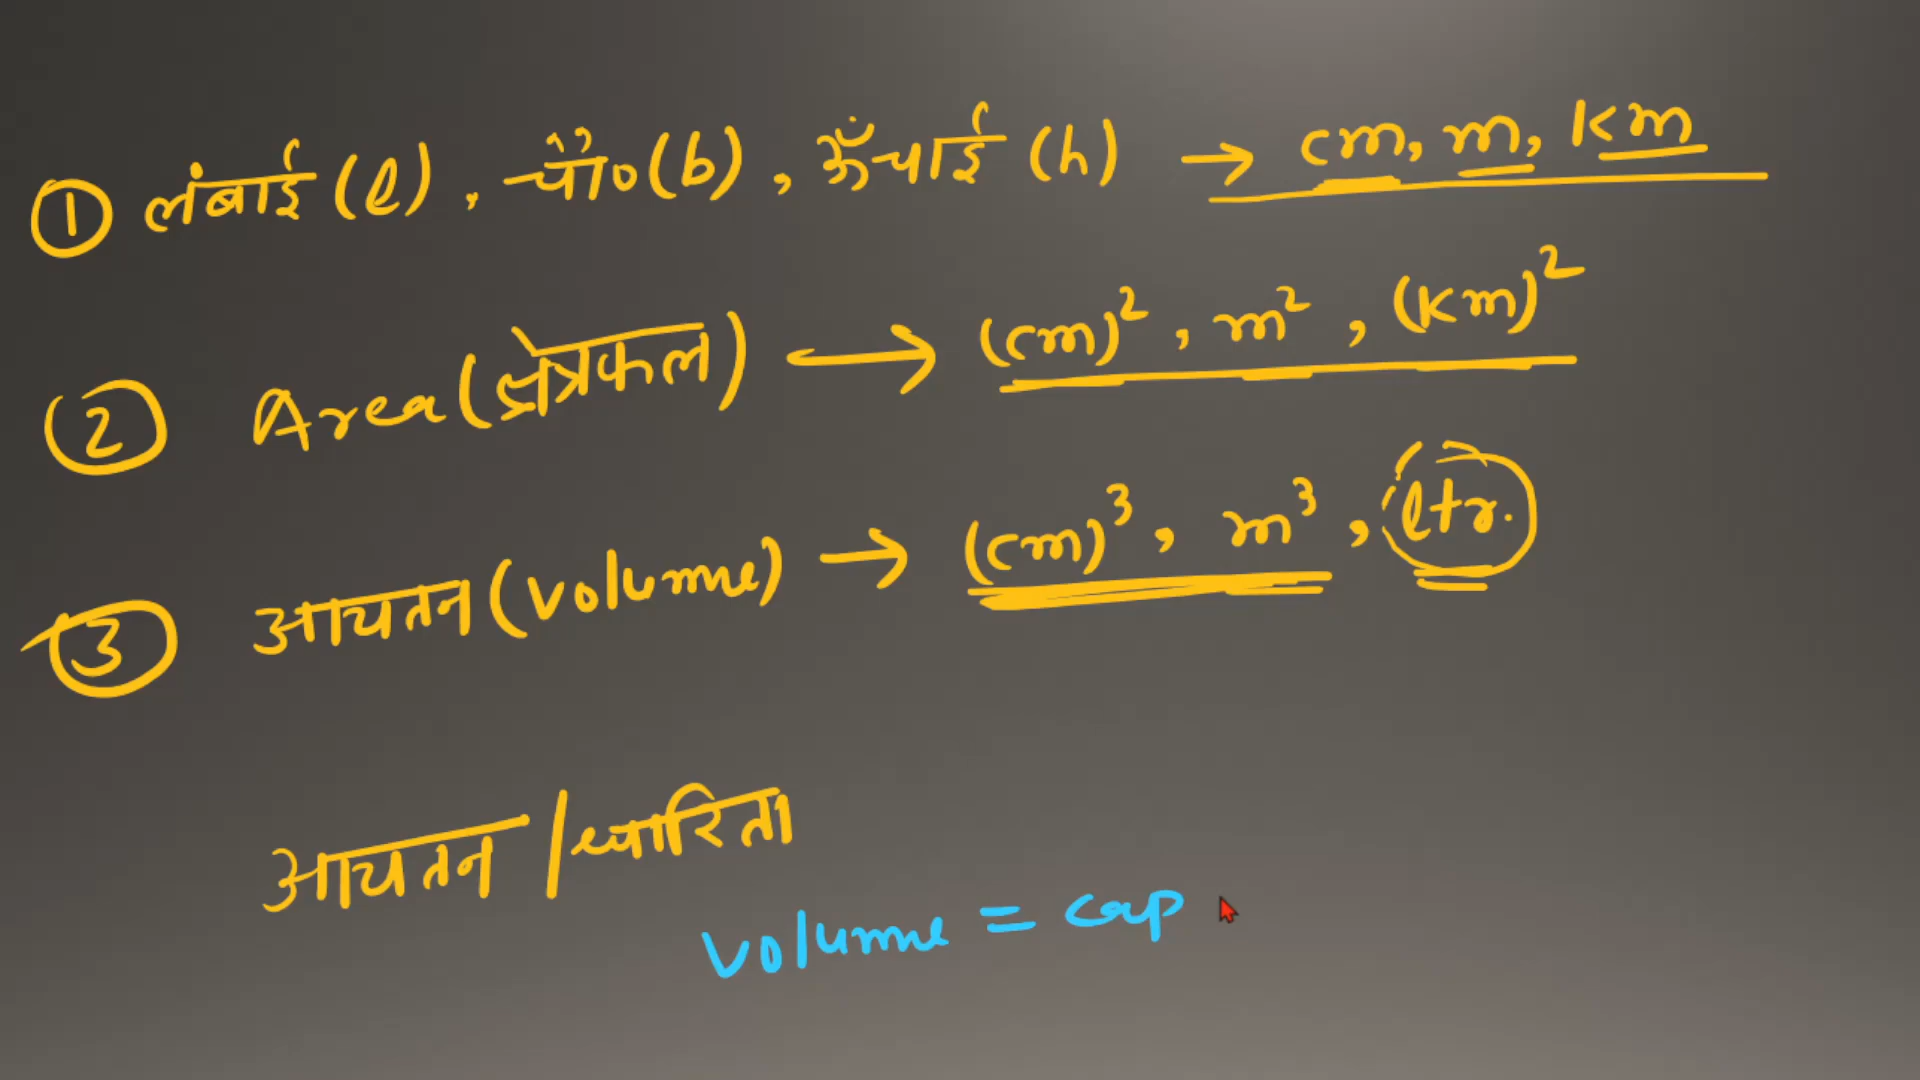 ① लंबाई (l), चौ० (b), ऊँचाई (h) → cm, m, km
② Area (क्षेत्रफल) → (cm)², m², (km)²
③ आयतन (volume) → (cm)³, m³, ltr.
आयतन / धारिता
volume = cap